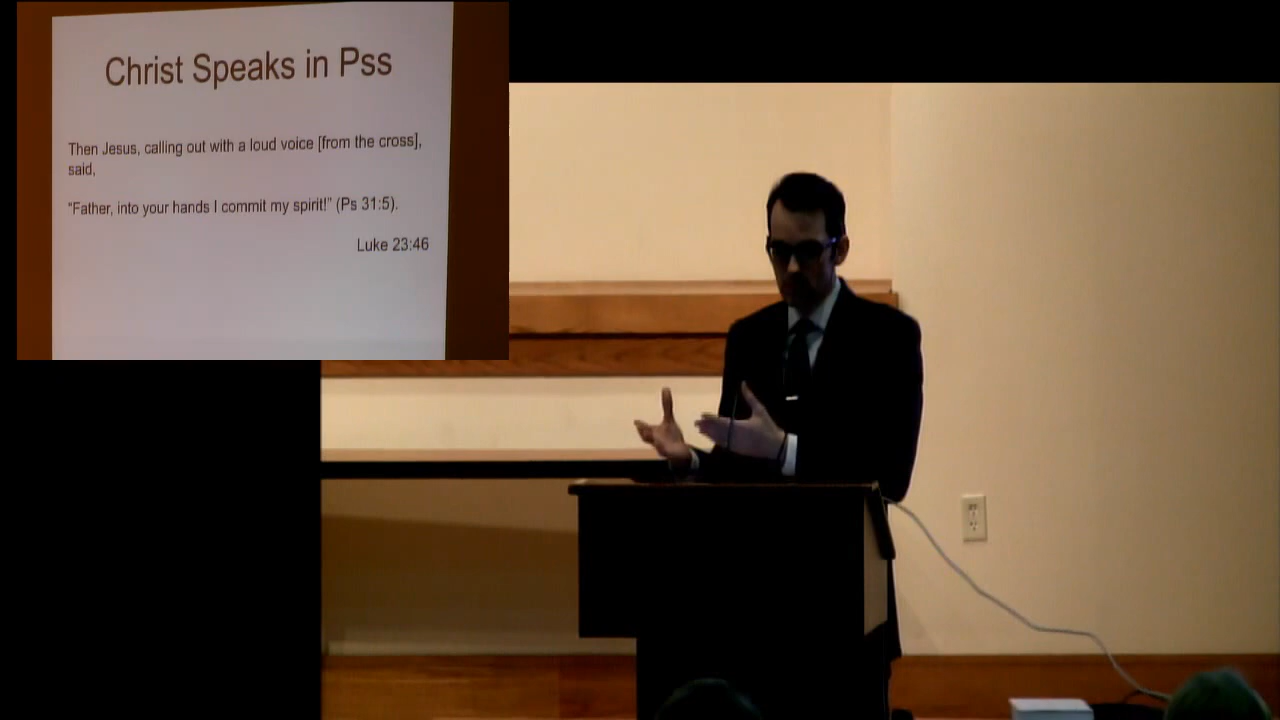 Christ Speaks in Pss
Then Jesus, calling out with a loud voice [from the cross],
said,
“Father, into your hands I commit my spirit!” (Ps 31:5).
Luke 23:46